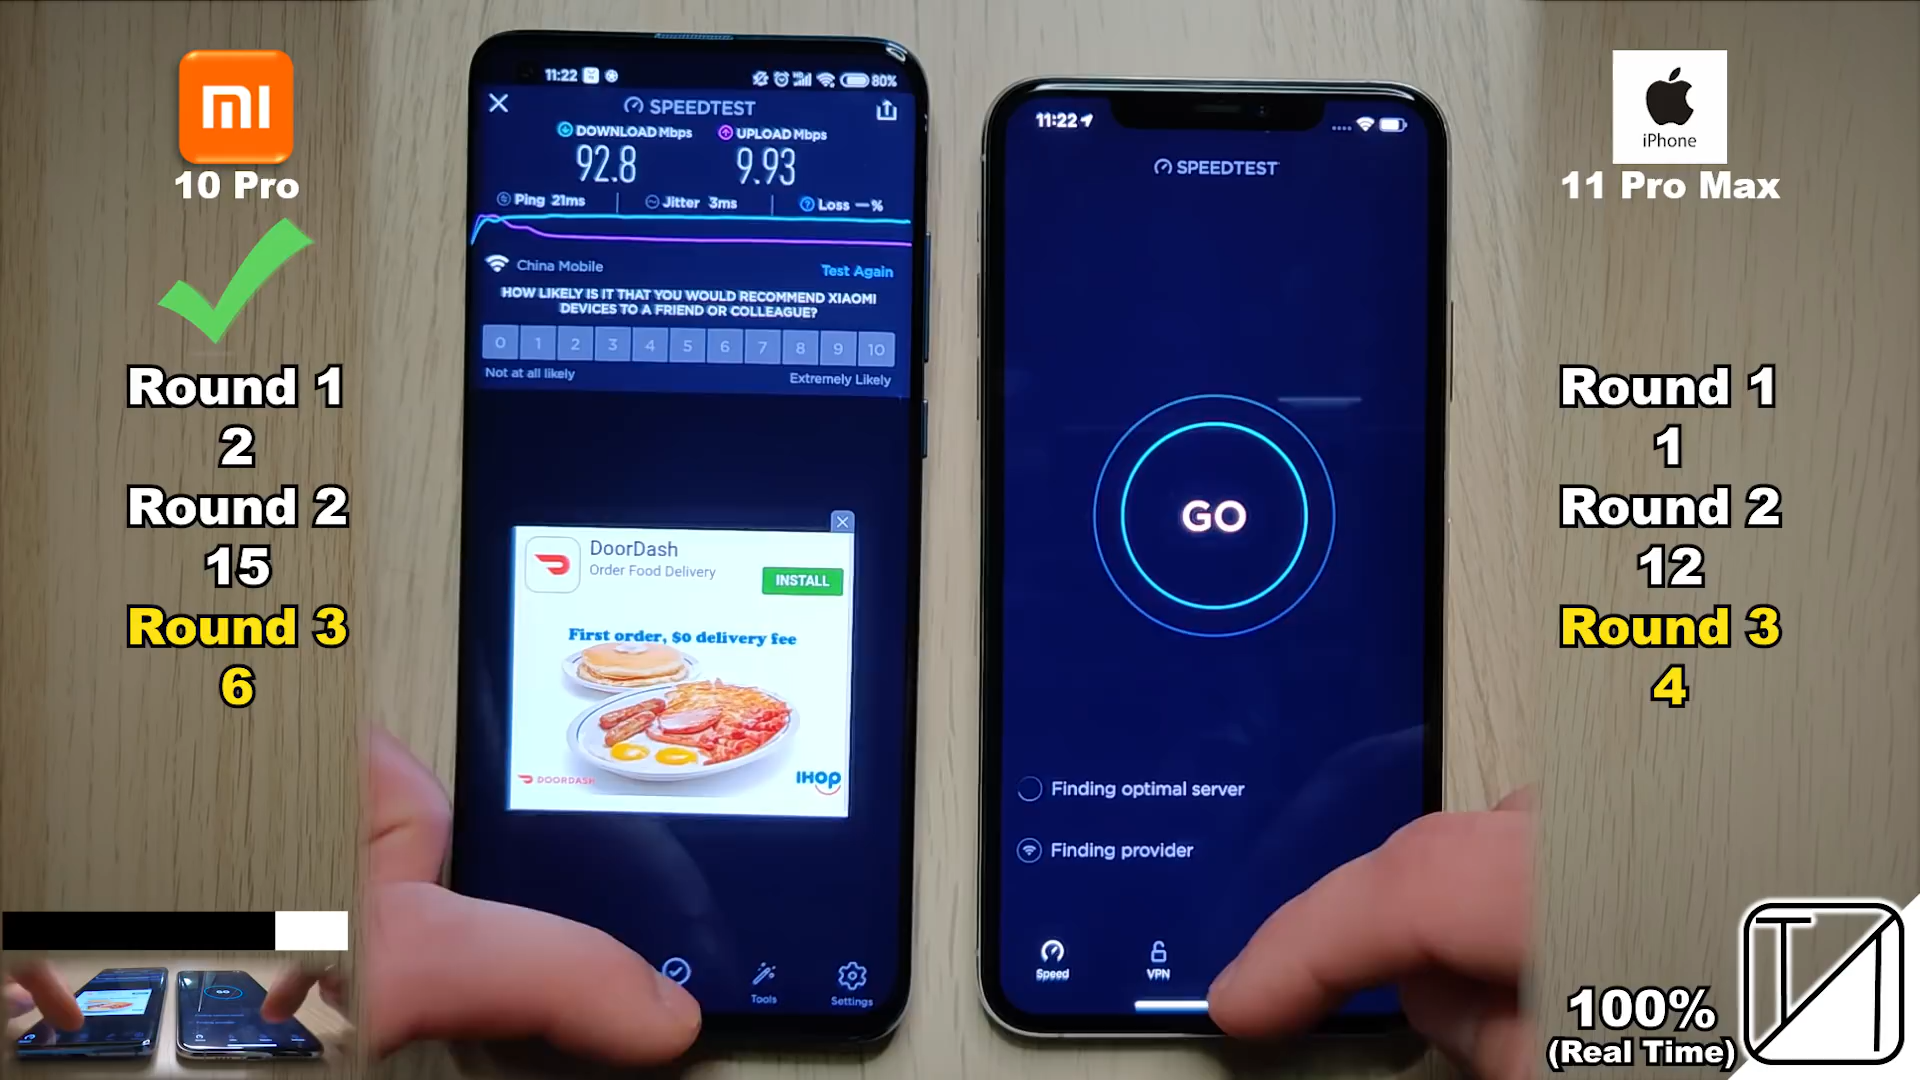 10 Pro
Round 1
2
Round 2
15
Round 3
6
11:22
80%
SPEEDTEST
DOWNLOAD Mbps
UPLOAD Mbps
92.8
9.93
Ping 21ms
Jitter 3ms
Loss —%
China Mobile
Test Again
HOW LIKELY IS IT THAT YOU WOULD RECOMMEND XIAOMI
DEVICES TO A FRIEND OR COLLEAGUE?
0 1 2 3 4 5 6 7 8 9 10
Not at all likely
Extremely Likely
DoorDash
Order Food Delivery
INSTALL
First order, $0 delivery fee
DOORDASH
IHOP
Tools
Settings
11:22
SPEEDTEST
GO
Finding optimal server
Finding provider
Speed
VPN
iPhone
11 Pro Max
Round 1
1
Round 2
12
Round 3
4
100%
(Real Time)